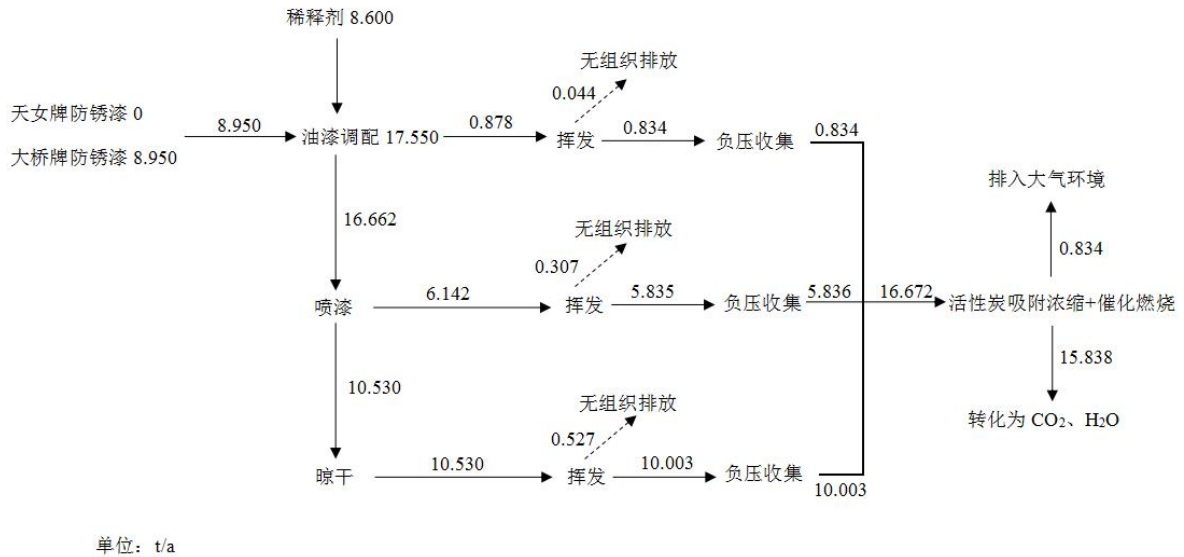 稀释剂 8.600
无组织排放
0.044
天女牌防锈漆 0
大桥牌防锈漆 8.950
8.950
油漆调配 17.550
0.878
挥发
0.834
负压收集
0.834
排入大气环境
16.662
无组织排放
0.307
0.834
喷漆
6.142
挥发
5.835
负压收集
5.836
16.672
活性炭吸附浓缩+催化燃烧
15.838
10.530
无组织排放
0.527
转化为 CO₂、H₂O
晾干
10.530
挥发
10.003
负压收集
10.003
单位：t/a